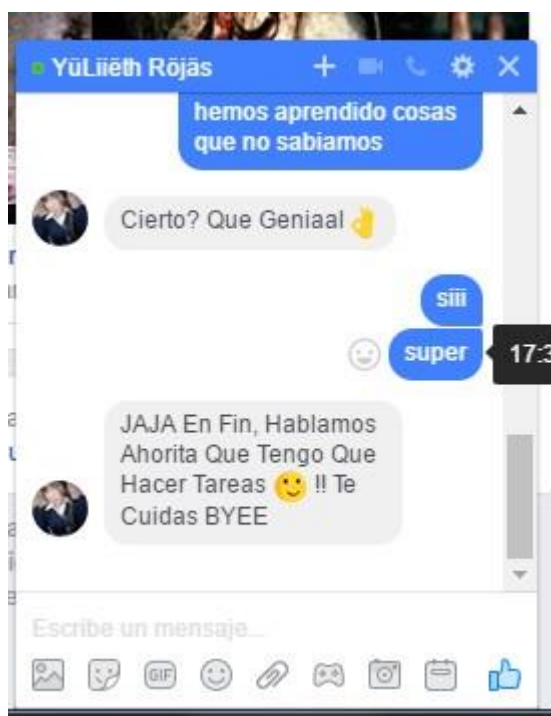 YüLiiëth Röjäs
hemos aprendido cosas
que no sabiamos
Cierto? Que Geniaal 👌
siii
super
17:3
JAJA En Fin, Hablamos
Ahorita Que Tengo Que
Hacer Tareas 🙂 !! Te
Cuidas BYEE
Escribe un mensaje...
GIF